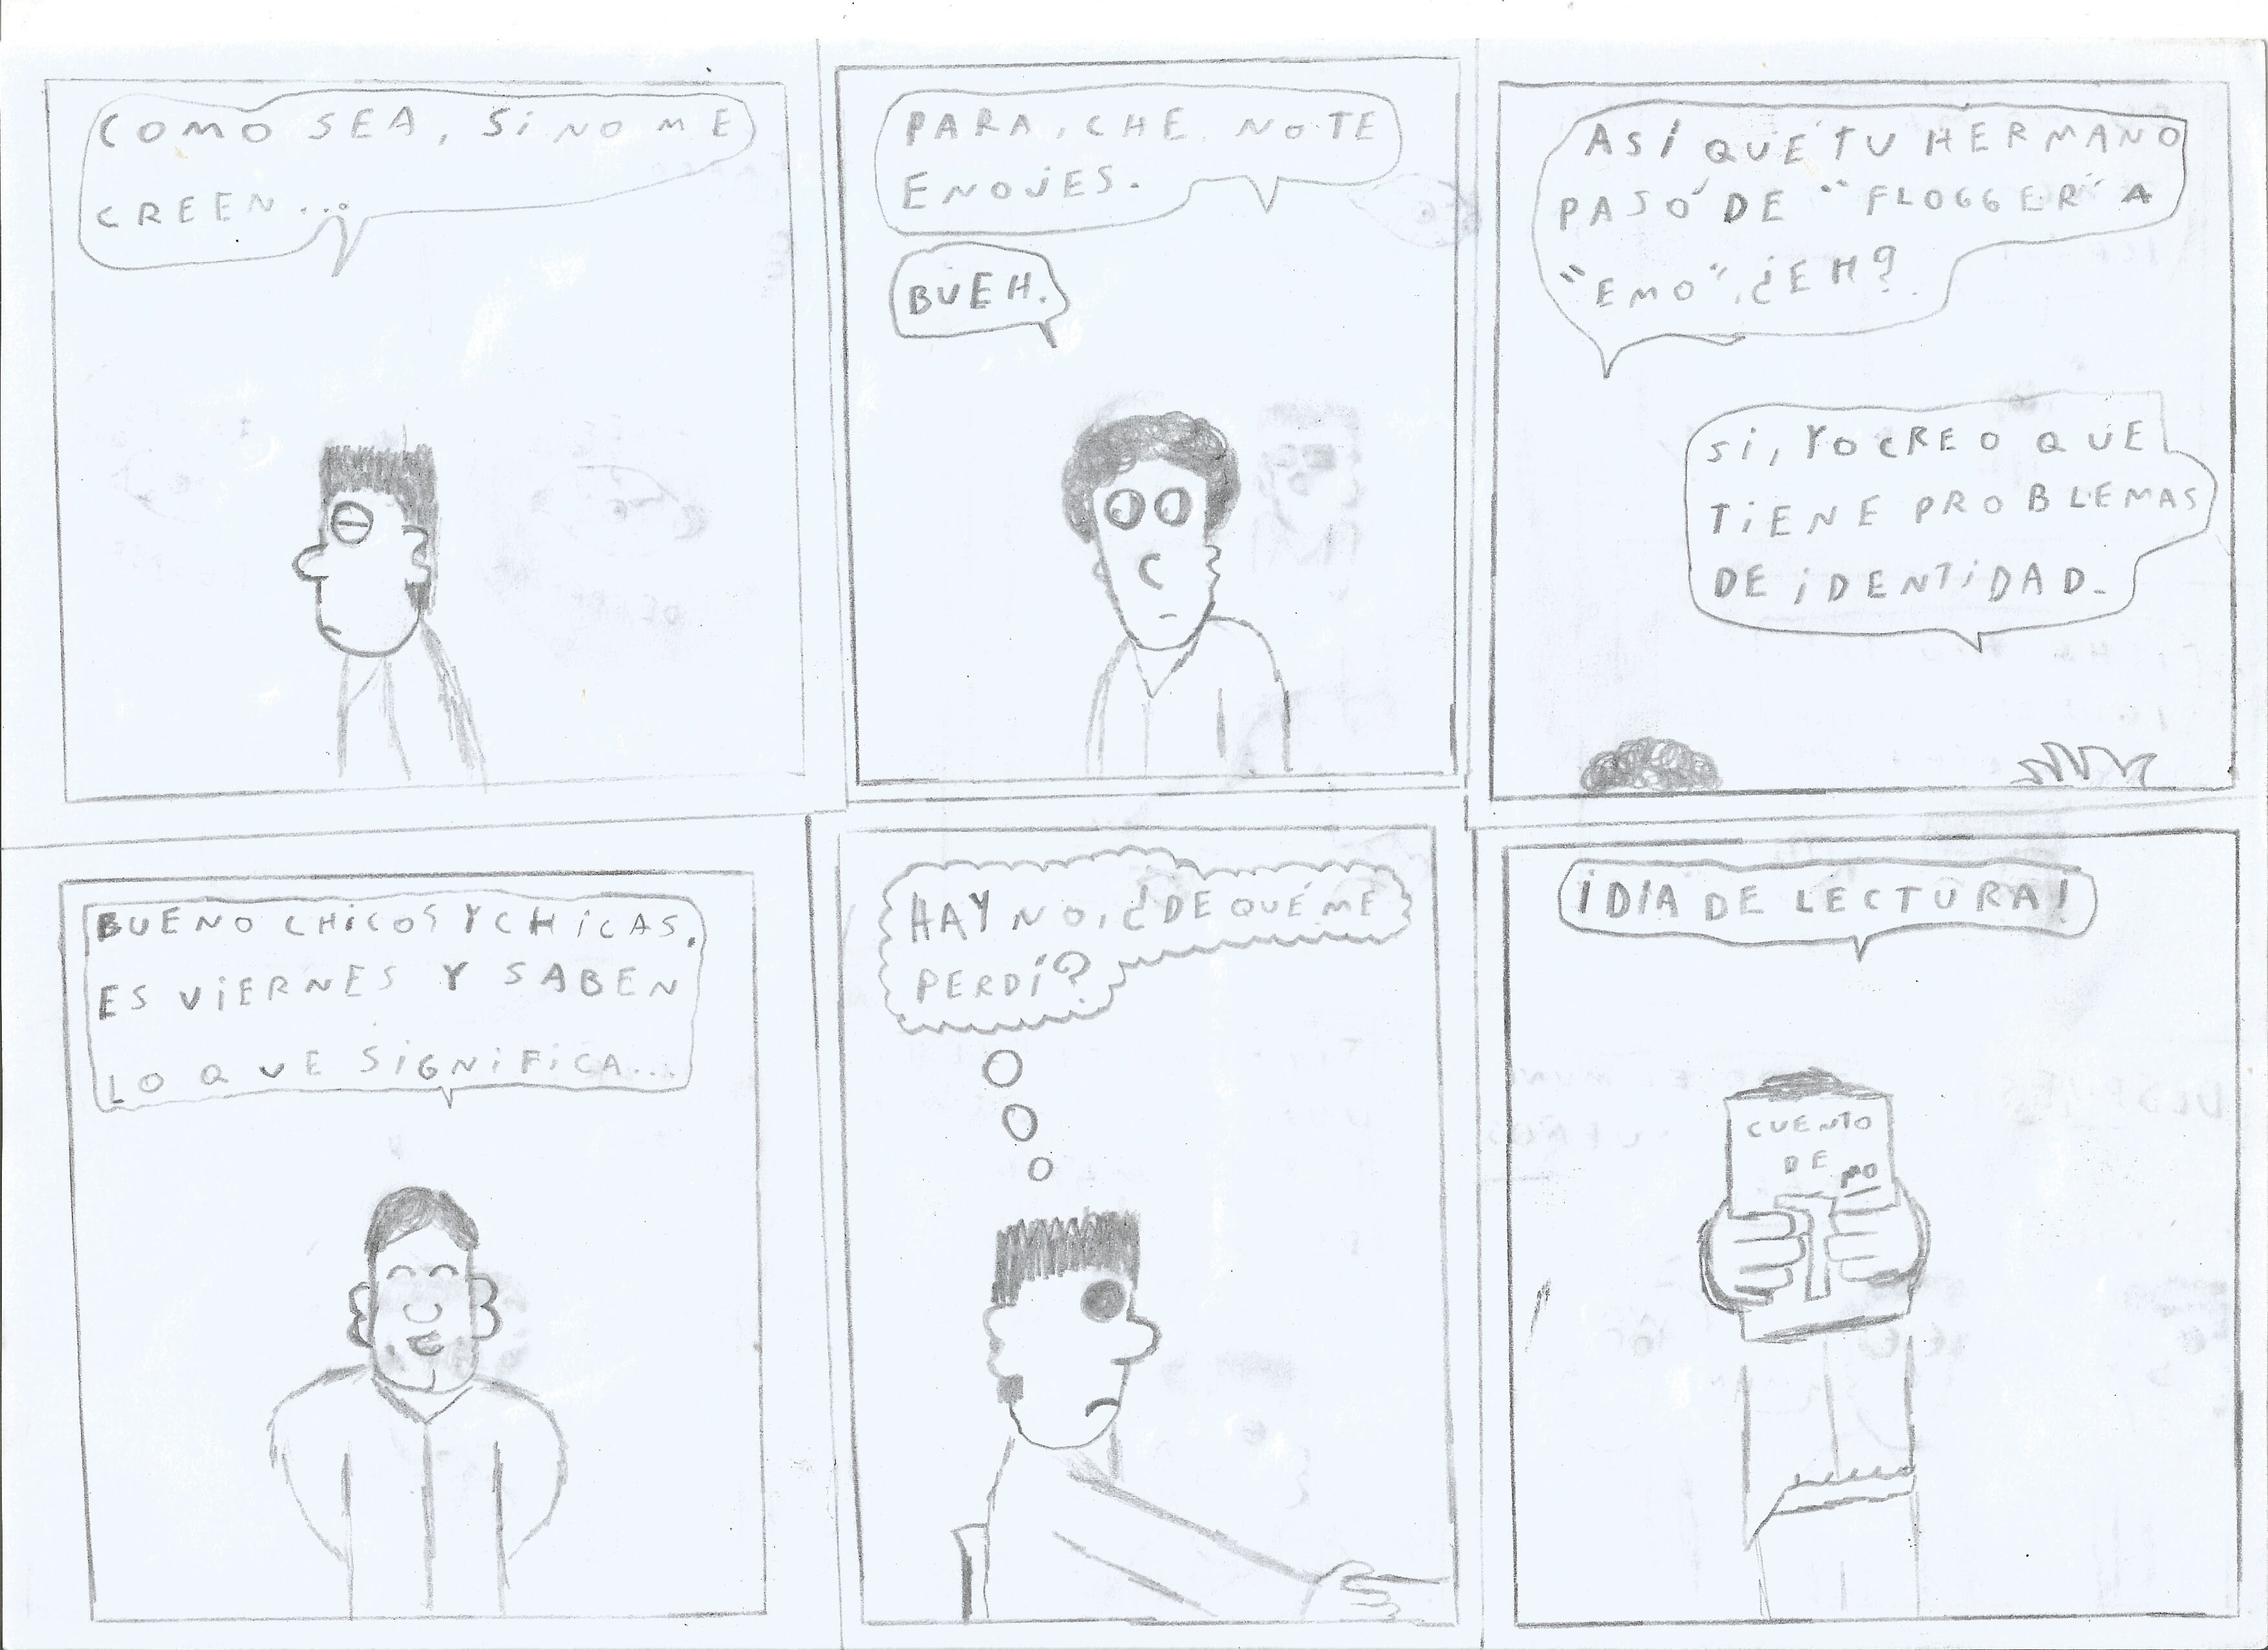 COMO SEA, Si NO ME
CREEN...
PARA, CHE NO TE
ENOJES.
BUEH.
ASÍ QUE TU HERMANO
PASÓ DE "FLOGGER" A
"EMO", ¿EH?
Si, YO CREO QUE
TiENE PROBLEMAS
DE iDENTiDAD.
BUENO CHiCOS Y CHiCAS,
ES ViERNES Y SABEN
LO QUE SiGNiFiCA...
HAY NO, ¿DE QUÉ ME
PERDÍ?
¡DÍA DE LECTURA!
CUENTO
DE